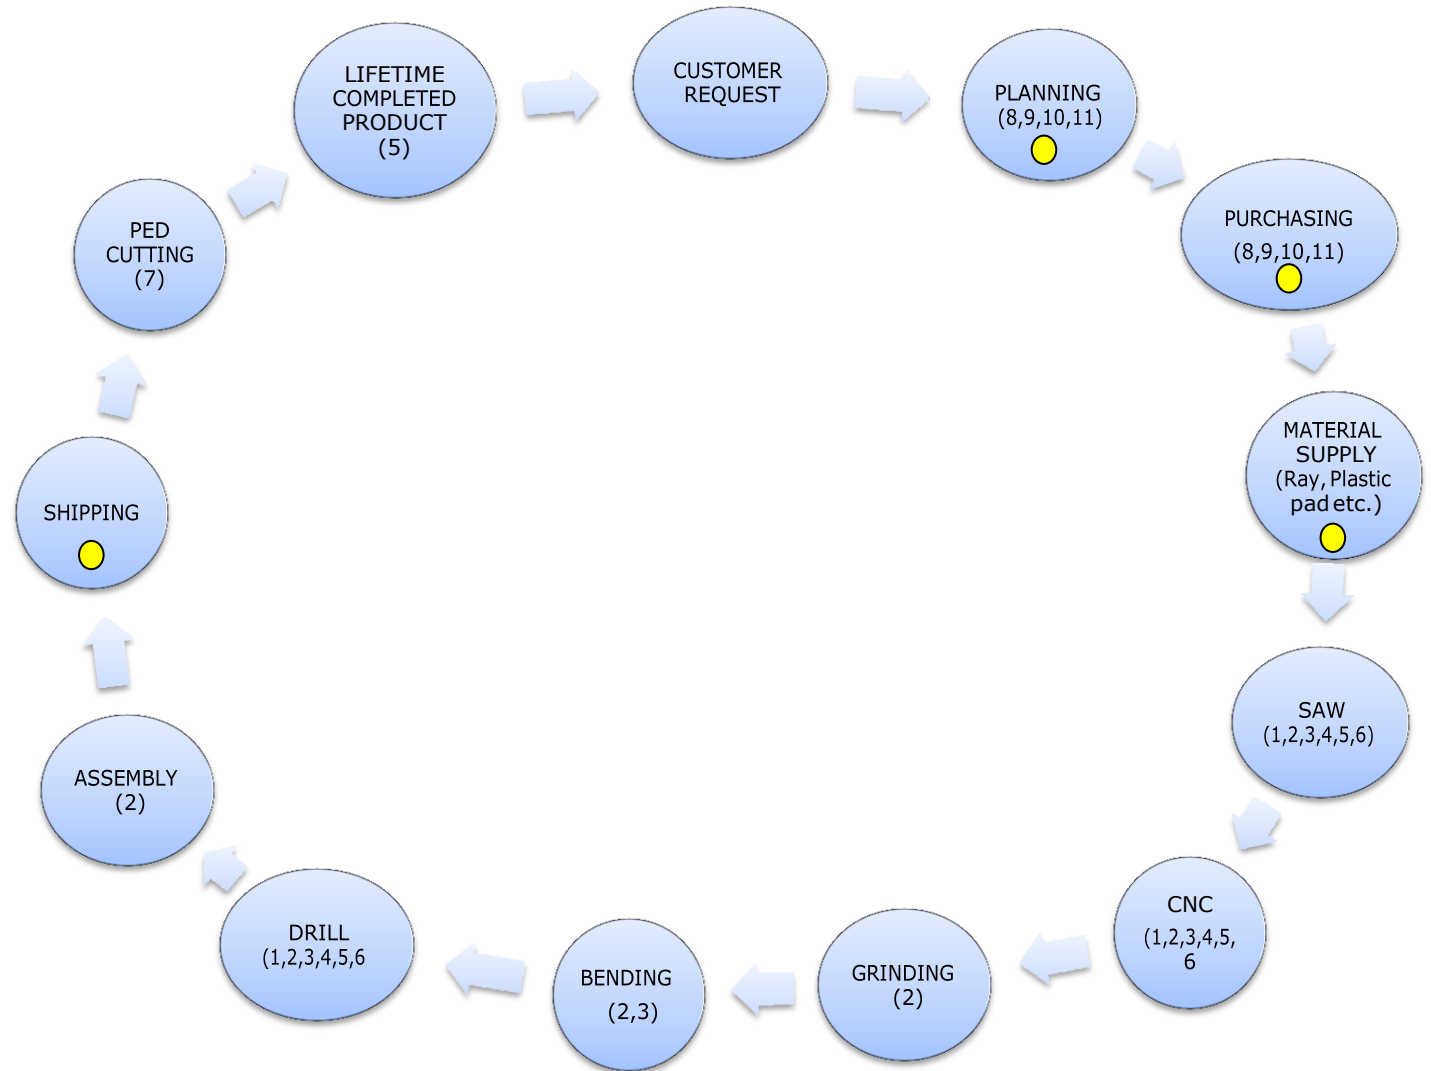 CUSTOMER
REQUEST
PLANNING
(8,9,10,11)
PURCHASING
(8,9,10,11)
MATERIAL
SUPPLY
(Ray, Plastic
pad etc.)
SAW
(1,2,3,4,5,6)
CNC
(1,2,3,4,5,
6
GRINDING
(2)
BENDING
(2,3)
DRILL
(1,2,3,4,5,6
ASSEMBLY
(2)
SHIPPING
PED
CUTTING
(7)
LIFETIME
COMPLETED
PRODUCT
(5)